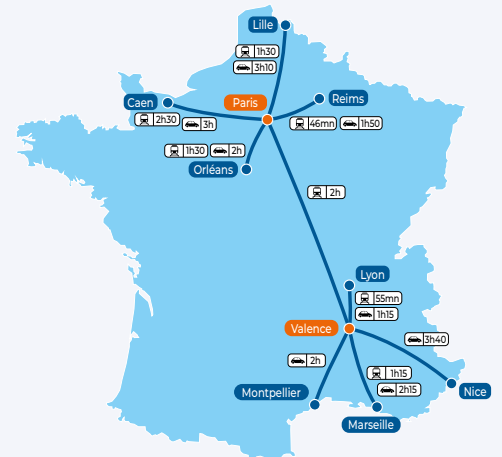 Lille
1h30
3h10
Caen
Paris
Reims
2h30
3h
46mn
1h50
1h30
2h
Orléans
2h
Lyon
55mn
1h15
Valence
3h40
2h
1h15
2h15
Montpellier
Nice
Marseille